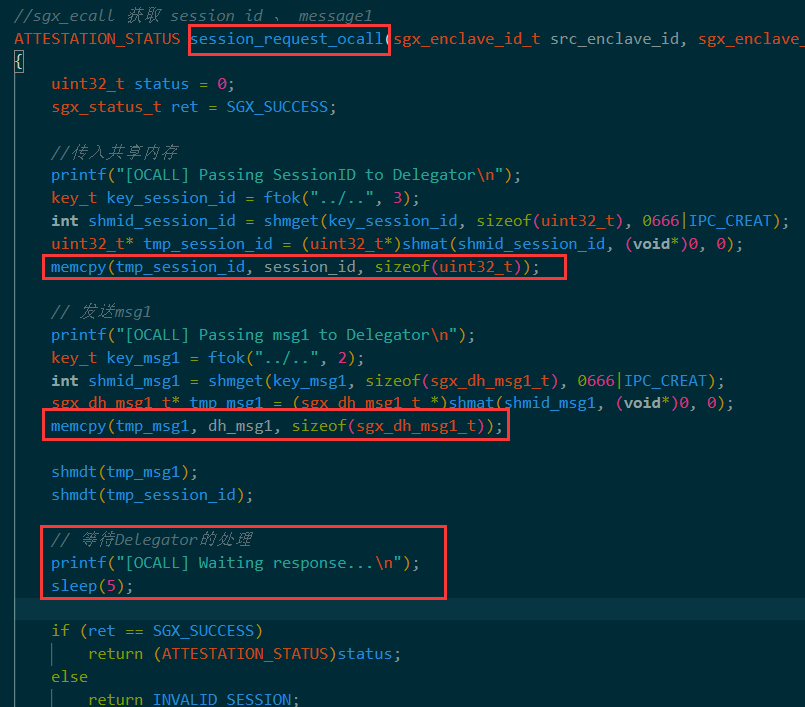 //sgx_ecall 获取 session id 、 message1
ATTESTATION_STATUS session_request_ocall(sgx_enclave_id_t src_enclave_id, sgx_enclave_
{
    uint32_t status = 0;
    sgx_status_t ret = SGX_SUCCESS;
    //传入共享内存
    printf("[OCALL] Passing SessionID to Delegator\n");
    key_t key_session_id = ftok("../..", 3);
    int shmid_session_id = shmget(key_session_id, sizeof(uint32_t), 0666|IPC_CREAT);
    uint32_t* tmp_session_id = (uint32_t*)shmat(shmid_session_id, (void*)0, 0);
    memcpy(tmp_session_id, session_id, sizeof(uint32_t));
    // 发送msg1
    printf("[OCALL] Passing msg1 to Delegator\n");
    key_t key_msg1 = ftok("../..", 2);
    int shmid_msg1 = shmget(key_msg1, sizeof(sgx_dh_msg1_t), 0666|IPC_CREAT);
    sgx_dh_msg1_t* tmp_msg1 = (sgx_dh_msg1_t *)shmat(shmid_msg1, (void*)0, 0);
    memcpy(tmp_msg1, dh_msg1, sizeof(sgx_dh_msg1_t));
    shmdt(tmp_msg1);
    shmdt(tmp_session_id);
    // 等待Delegator的处理
    printf("[OCALL] Waiting response...\n");
    sleep(5);
    if (ret == SGX_SUCCESS)
        return (ATTESTATION_STATUS)status;
    else
        return INVALID_SESSION;